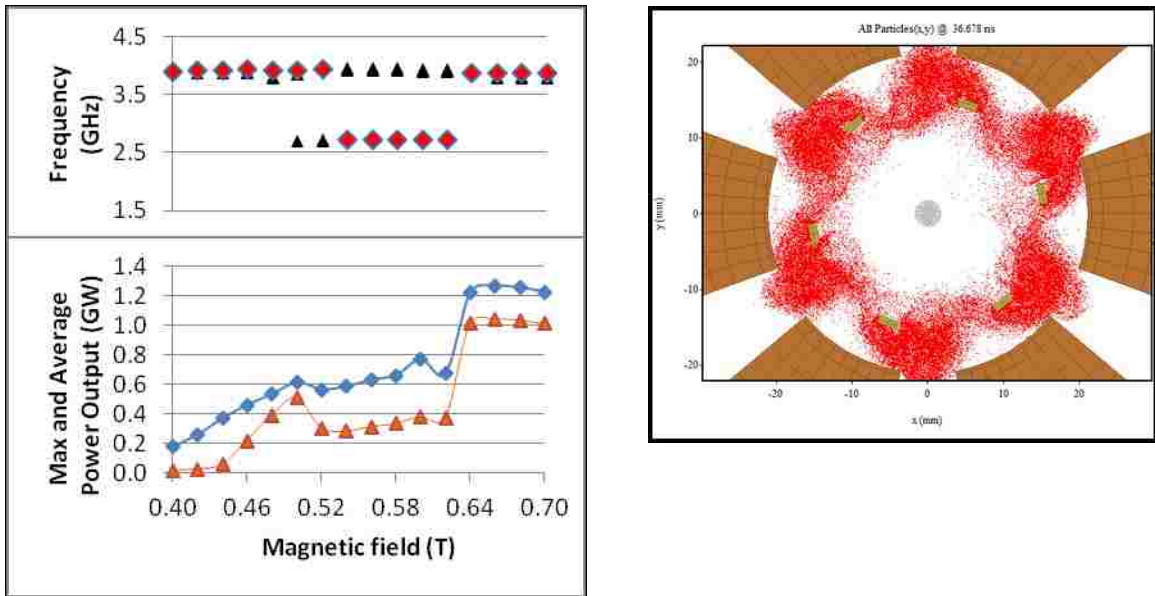 4.5
3.5
2.5
1.5
Frequency
(GHz)
1.4
1.2
1.0
0.8
0.6
0.4
0.2
0.0
Max and Average
Power Output (GW)
0.40 0.46 0.52 0.58 0.64 0.70
Magnetic field (T)
All Particles(x,y) @ 36.678 ns
20
10
0
-10
-20
y (mm)
-20 -10 0 10 20
x (mm)